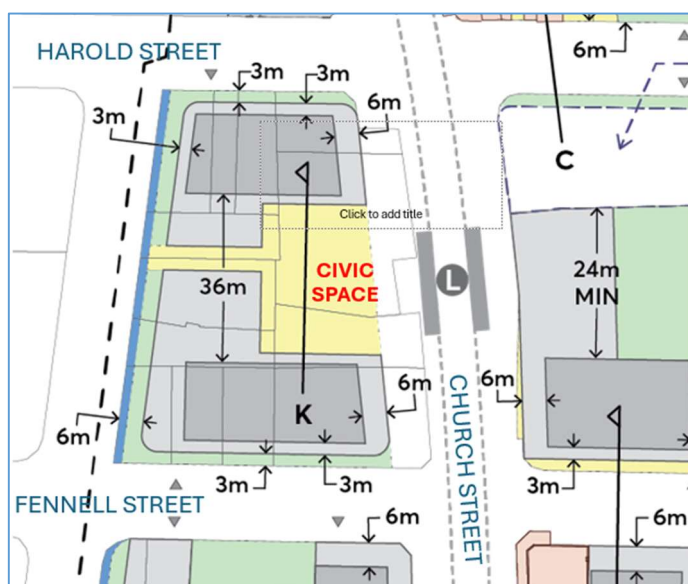 HAROLD STREET
6m
3m
3m
6m
3m
C
Click to add title
36m
CIVIC
SPACE
L
24m
MIN
CHURCH STREET
6m
6m
6m
K
3m
3m
3m
FENNELL STREET
6m
6m